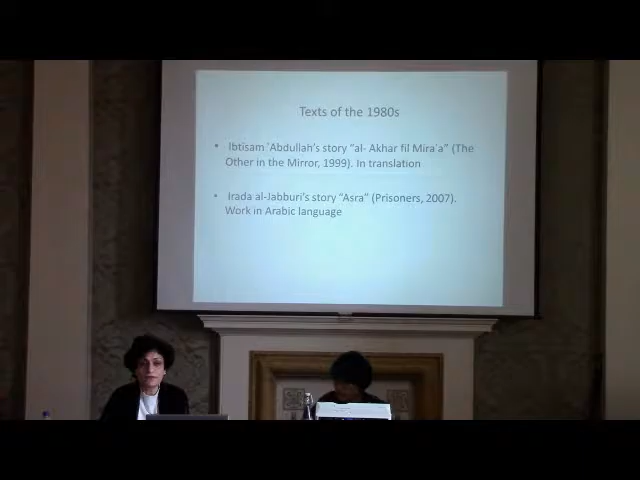 Texts of the 1980s
• Ibtisam `Abdullah's story "al- Akhar fil Mira`a" (The
Other in the Mirror, 1999). In translation
• Irada al-Jabburi's story "Asra" (Prisoners, 2007).
Work in Arabic language